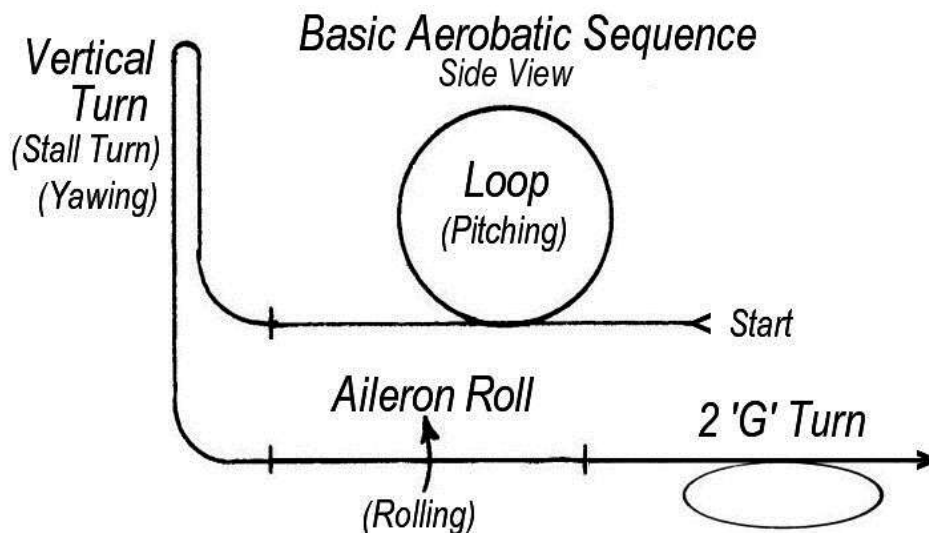 Basic Aerobatic Sequence
Side View
Vertical
Turn
(Stall Turn)
(Yawing)
Loop
(Pitching)
Start
Aileron Roll
(Rolling)
2 'G' Turn